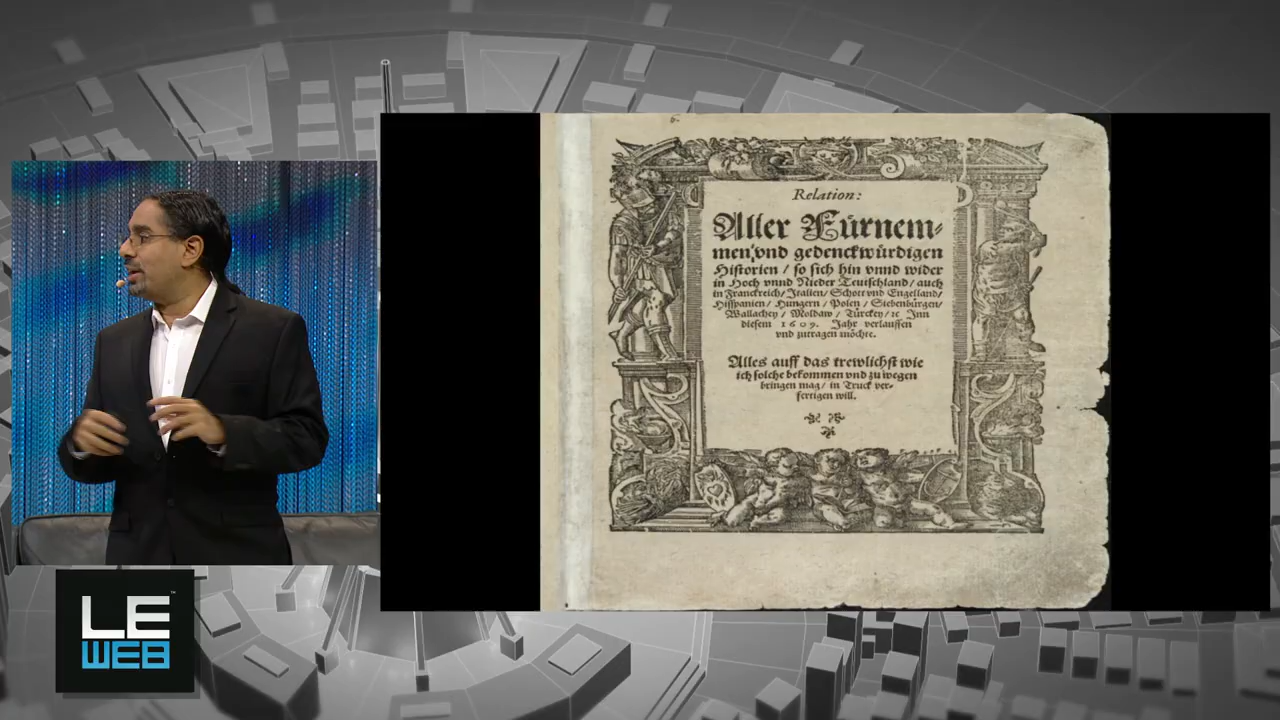 Relation:
Aller Fürnem⸗
men/ vnd gedenckwürdigen
Historien / so sich hin vnnd wider
in Hoch vnnd Nieder Teutschland/ auch
in Franckreich/ Italien/ Schott vnd Engelland/
Hisspanien/ Hungern/ Polen/ Siebenbürgen/
Wallachey/ Moldaw/ Türckey/ ꝛc Inn
diesem 1609. Jahr verlauffen
vnd zutragen möchte.
Alles auff das trewlichst wie
ich solche bekommen vnd zu wegen
bringen mag/ in Truck ver⸗
fertigen will.
LE
WEB